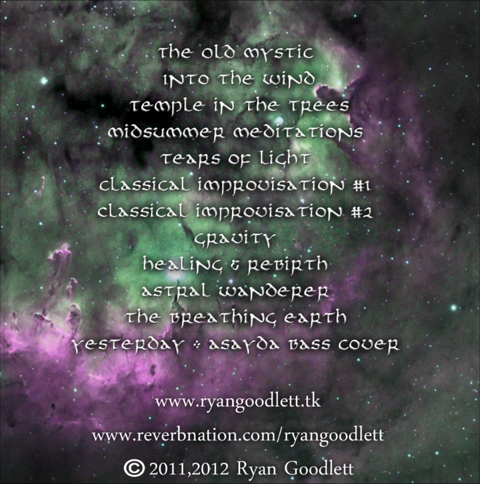 the old mystic
into the wind
temple in the trees
midsummer meditations
tears of light
classical improvisation #1
classical improvisation #2
gravity
healing & rebirth
astral wanderer
the breathing earth
yesterday : asayda bass cover
www.ryangoodlett.tk
www.reverbnation.com/ryangoodlett
© 2011,2012 Ryan Goodlett